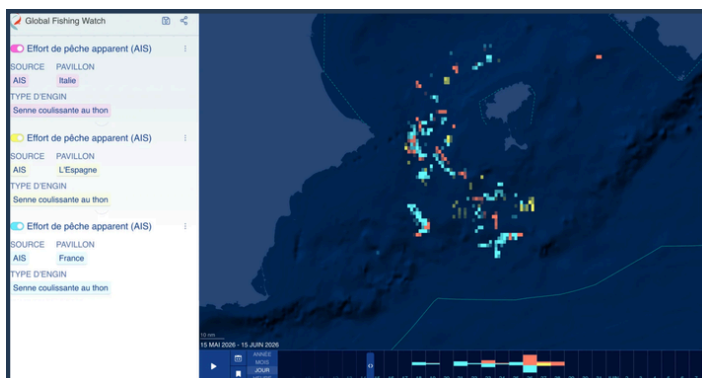 Global Fishing Watch
Effort de pêche apparent (AIS)
SOURCE PAVILLON
AIS Italie
TYPE D'ENGIN
Senne coulissante au thon
Effort de pêche apparent (AIS)
SOURCE PAVILLON
AIS L'Espagne
TYPE D'ENGIN
Senne coulissante au thon
Effort de pêche apparent (AIS)
SOURCE PAVILLON
AIS France
TYPE D'ENGIN
Senne coulissante au thon
10 nm
15 MAI 2026 - 15 JUIN 2026
ANNÉE
MOIS
JOUR